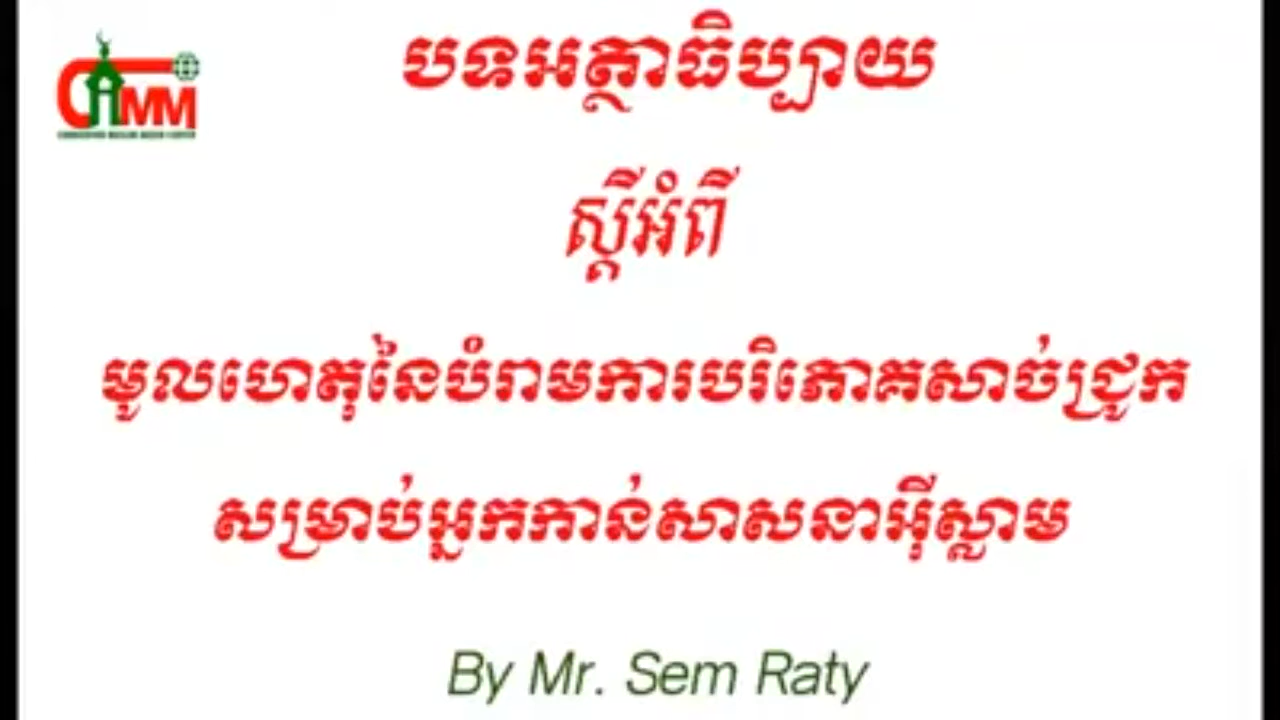 បទអត្ថាធិប្បាយ
CAMM
ស្តីអំពី
មូលហេតុនៃបំរាមការបរិភោគសាច់ជ្រូក
សម្រាប់អ្នកកាន់សាសនាអ៊ីស្លាម
By Mr. Sem Raty